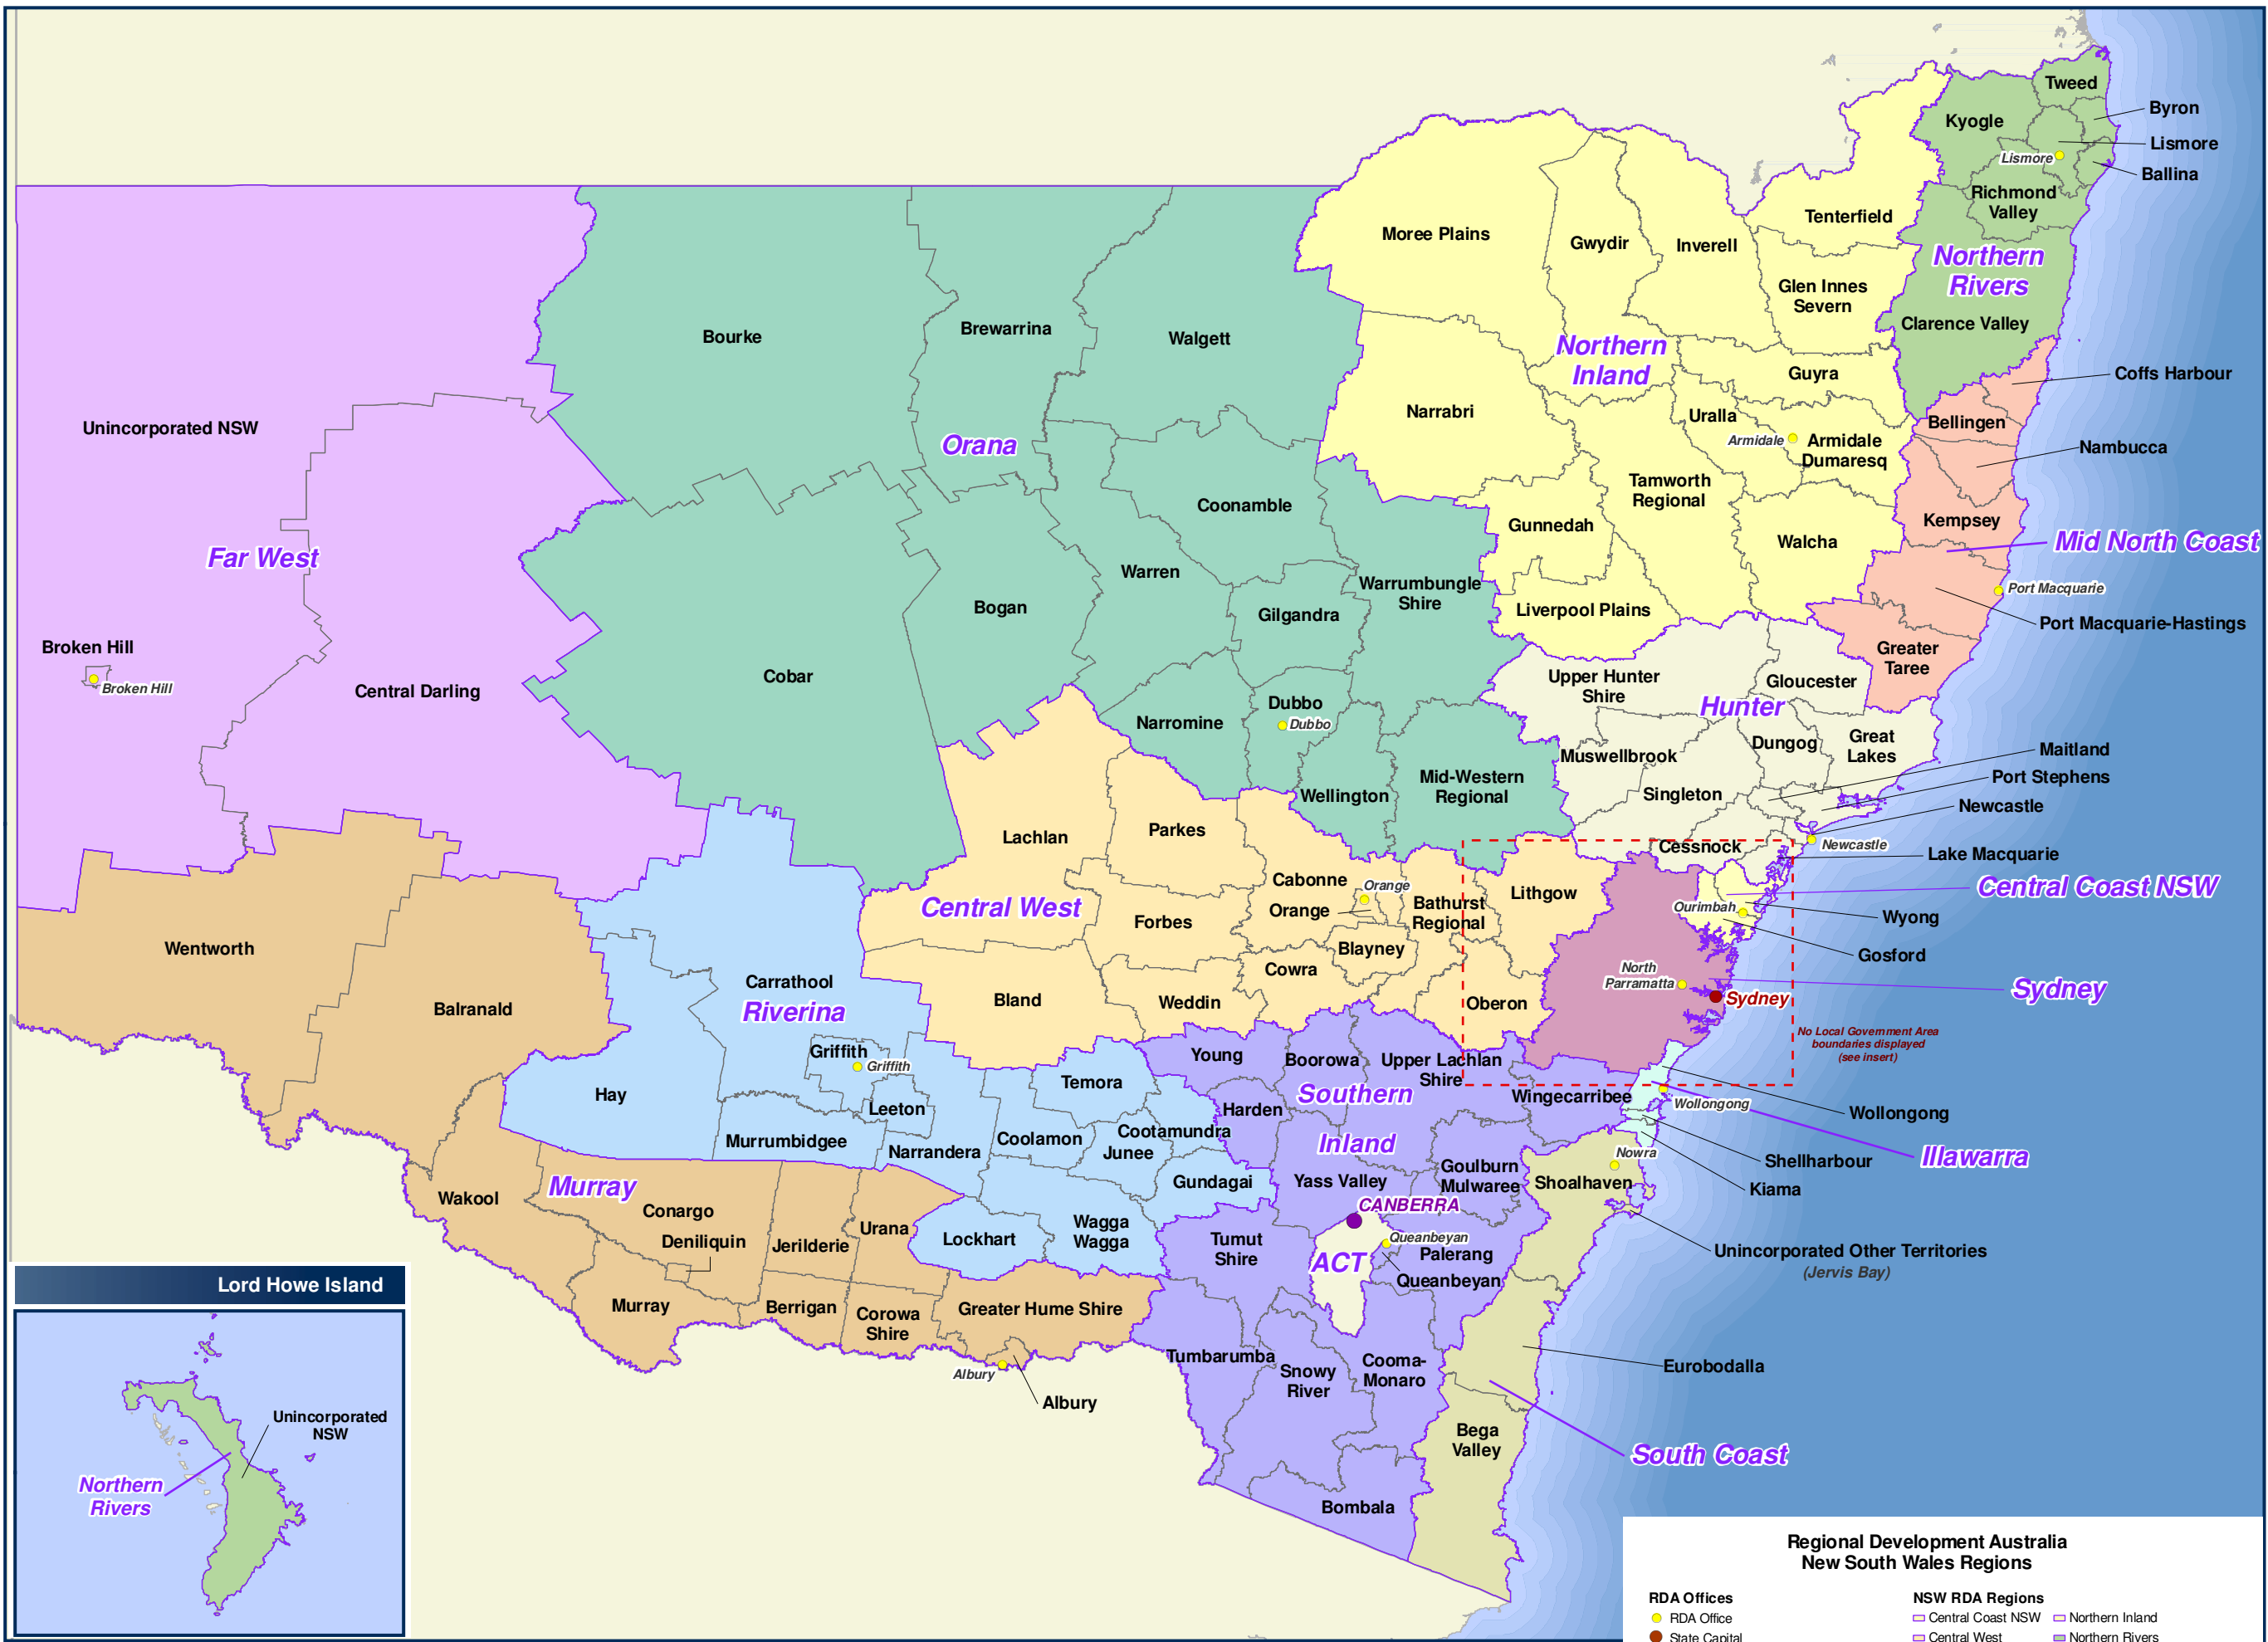 Tweed
Byron
Kyogle
Lismore
Lismore
Ballina
Richmond
Valley
Tenterfield
Moree Plains
Gwydir
Inverell
Northern
Rivers
Glen Innes
Severn
Clarence Valley
Bourke
Brewarrina
Walgett
Northern
Inland
Guyra
Coffs Harbour
Narrabri
Uralla
Bellingen
Unincorporated NSW
Orana
Armidale
Armidale
Dumaresq
Nambucca
Tamworth
Regional
Coonamble
Gunnedah
Kempsey
Walcha
Mid North Coast
Far West
Warren
Warrumbungle
Shire
Port Macquarie
Bogan
Gilgandra
Liverpool Plains
Port Macquarie-Hastings
Broken Hill
Broken Hill
Central Darling
Cobar
Greater
Taree
Upper Hunter
Shire
Gloucester
Hunter
Dubbo
Dubbo
Narromine
Muswellbrook
Dungog
Great
Lakes
Maitland
Mid-Western
Regional
Port Stephens
Wellington
Singleton
Newcastle
Lachlan
Parkes
Cessnock
Newcastle
Lake Macquarie
Cabonne
Orange
Orange
Lithgow
Central Coast NSW
Central West
Bathurst
Regional
Ourimbah
Wyong
Forbes
Wentworth
Blayney
Gosford
Cowra
North
Parramatta
Carrathool
Sydney
Sydney
Balranald
Riverina
Bland
Weddin
Oberon
No Local Government Area
boundaries displayed
(see insert)
Griffith
Griffith
Young
Boorowa
Upper Lachlan
Shire
Temora
Hay
Southern
Inland
Wingecarribee
Wollongong
Wollongong
Leeton
Harden
Murrumbidgee
Narrandera
Coolamon
Cootamundra
Junee
Illawarra
Nowra
Shellharbour
Goulburn
Mulwaree
Shoalhaven
Kiama
Murray
Wakool
Gundagai
Yass Valley
Conargo
CANBERRA
Urana
Deniliquin
Jerilderie
Lockhart
Wagga
Wagga
Tumut
Shire
Queanbeyan
Palerang
Queanbeyan
ACT
Unincorporated Other Territories
(Jervis Bay)
Lord Howe Island
Murray
Berrigan
Corowa
Shire
Greater Hume Shire
Tumbarumba
Cooma-
Monaro
Snowy
River
Eurobodalla
Albury
Albury
Unincorporated
NSW
Bega
Valley
South Coast
Northern
Rivers
Bombala
Regional Development Australia
New South Wales Regions
RDA Offices
NSW RDA Regions
RDA Office
Central Coast NSW
Northern Inland
State Capital
Central West
Northern Rivers